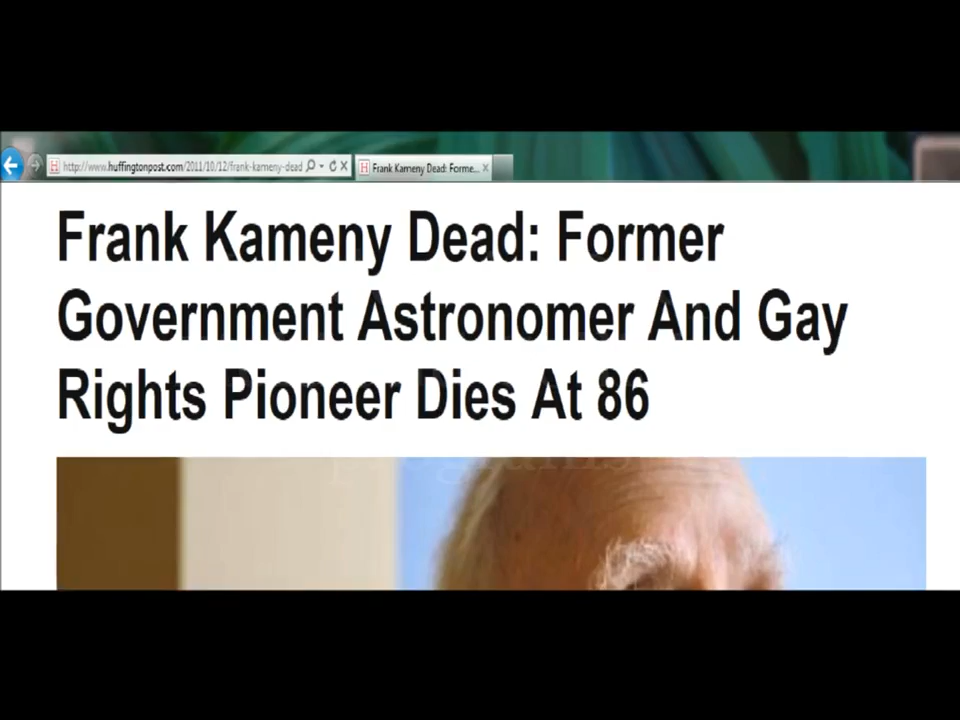 http://www.huffingtonpost.com/2011/10/12/frank-kameny-dead
Frank Kameny Dead: Forme...
Frank Kameny Dead: Former
Government Astronomer And Gay
Rights Pioneer Dies At 86